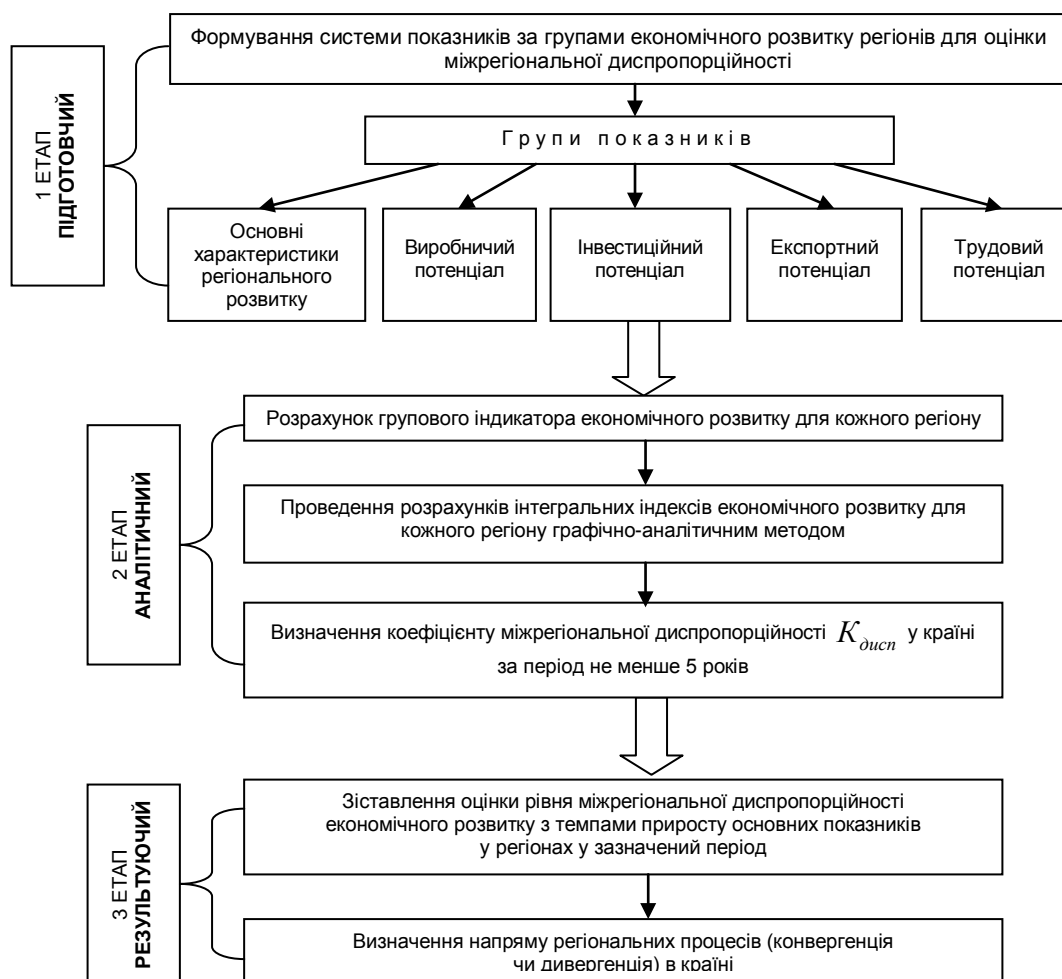 1 ЕТАП
ПІДГОТОВЧИЙ
Формування системи показників за групами економічного розвитку регіонів для оцінки
міжрегіональної диспропорційності
Групи показників
Основні
характеристики
регіонального
розвитку
Виробничий
потенціал
Інвестиційний
потенціал
Експортний
потенціал
Трудовий
потенціал
2 ЕТАП
АНАЛІТИЧНИЙ
Розрахунок групового індикатора економічного розвитку для кожного регіону
Проведення розрахунків інтегральних індексів економічного розвитку для
кожного регіону графічно-аналітичним методом
Визначення коефіцієнту міжрегіональної диспропорційності K дисп у країні
за період не менше 5 років
3 ЕТАП
РЕЗУЛЬТУЮЧИЙ
Зіставлення оцінки рівня міжрегіональної диспропорційності
економічного розвитку з темпами приросту основних показників
у регіонах у зазначений період
Визначення напряму регіональних процесів (конвергенція
чи дивергенція) в країні